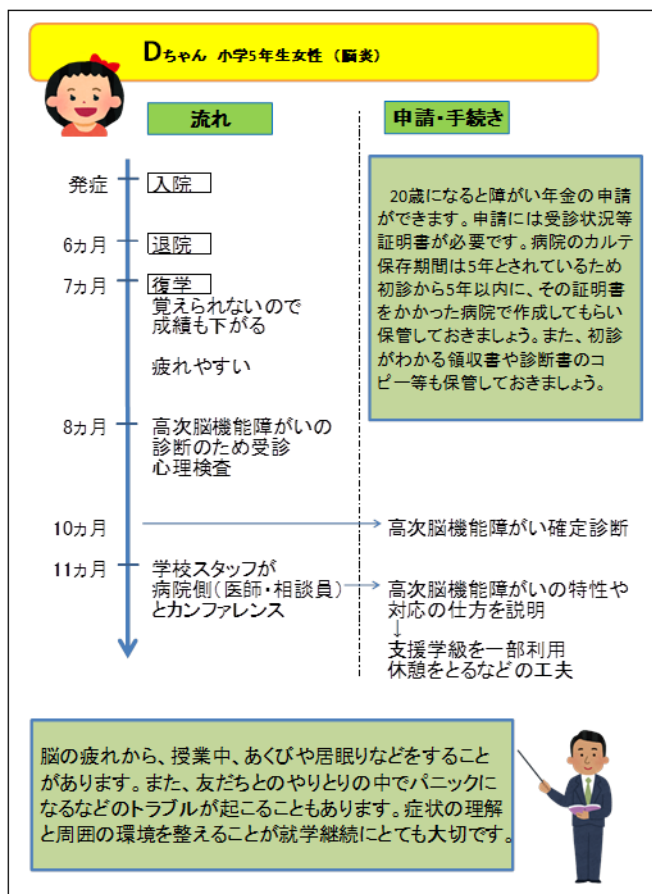 Dちゃん 小学5年生女性 (脳炎)
流れ
申請・手続き
発症 入院
6ヵ月 退院
7ヵ月 復学
覚えられないので
成績も下がる
疲れやすい
8ヵ月 高次脳機能障がいの
診断のため受診
心理検査
20歳になると障がい年金の申請
ができます。申請には受診状況等
証明書が必要です。病院のカルテ
保存期間は5年とされているため
初診から5年以内に、その証明書
をかかった病院で作成してもらい
保管しておきましょう。また、初診
がわかる領収書や診断書のコ
ピー等も保管しておきましょう。
10ヵ月 → 高次脳機能障がい確定診断
11ヵ月 学校スタッフが
病院側(医師・相談員)
とカンファレンス
→ 高次脳機能障がいの特性や
対応の仕方を説明
↓
支援学級を一部利用
休憩をとるなどの工夫
脳の疲れから、授業中、あくびや居眠りなどをすること
があります。また、友だちとのやりとりの中でパニックに
なるなどのトラブルが起こることもあります。症状の理解
と周囲の環境を整えることが就学継続にとても大切です。